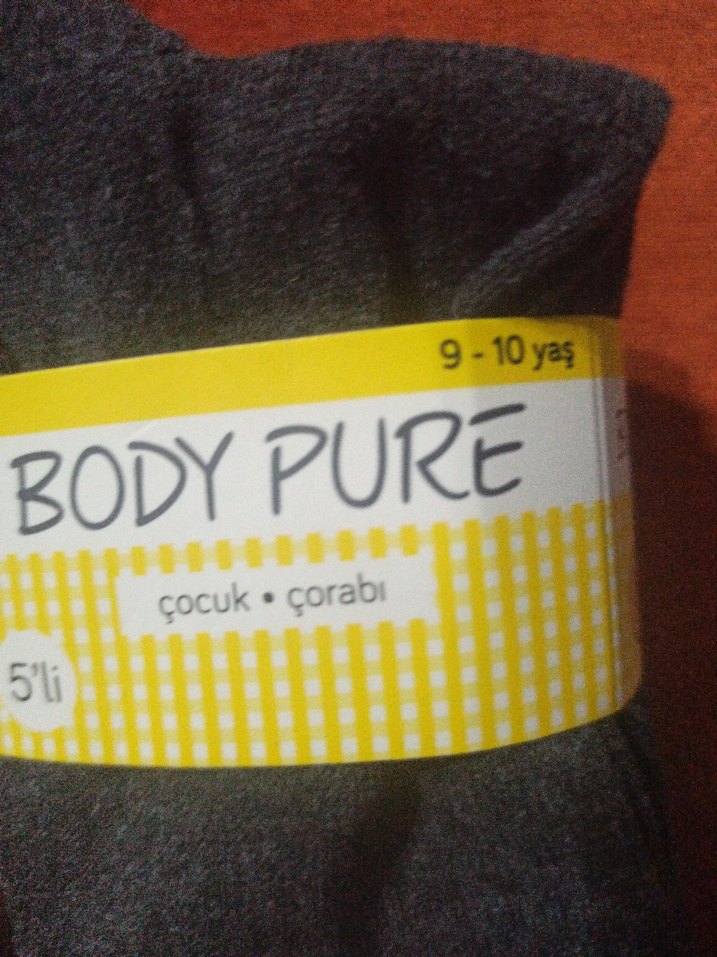 9 - 10 yaş
BODY PURE
çocuk • çorabı
5'li